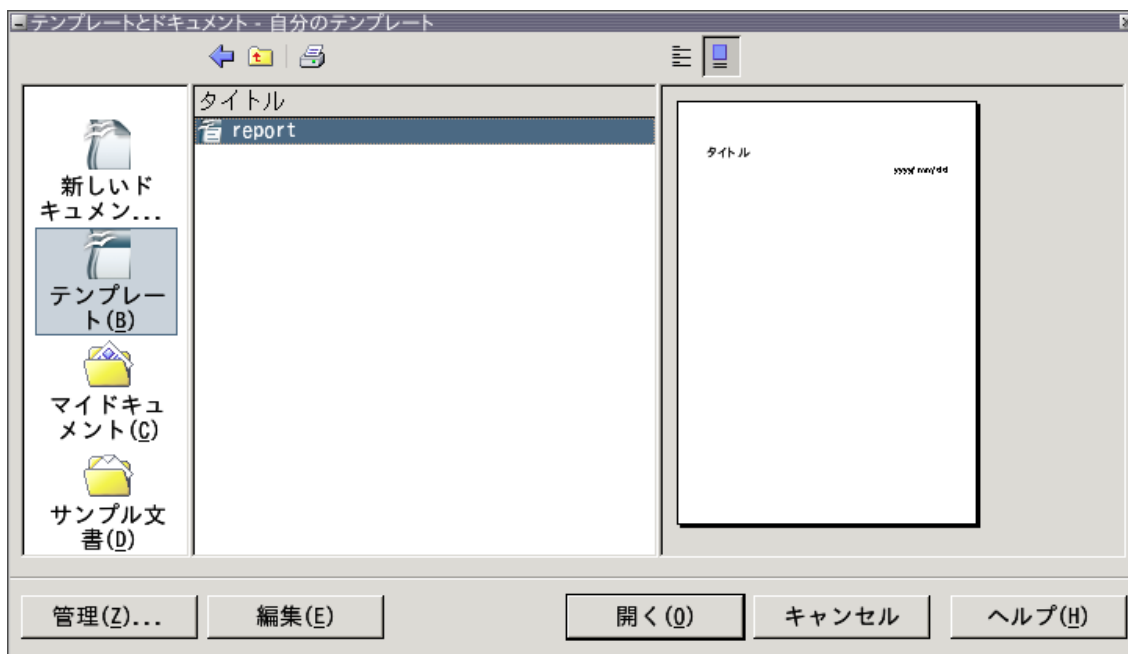 テンプレートとドキュメント - 自分のテンプレート
新しいド
キュメン...
テンプレー
ト(B)
マイドキュ
メント(C)
サンプル文
書(D)
タイトル
report
タイトル
yyyy/mm/dd
管理(Z)...
編集(E)
開く(O)
キャンセル
ヘルプ(H)